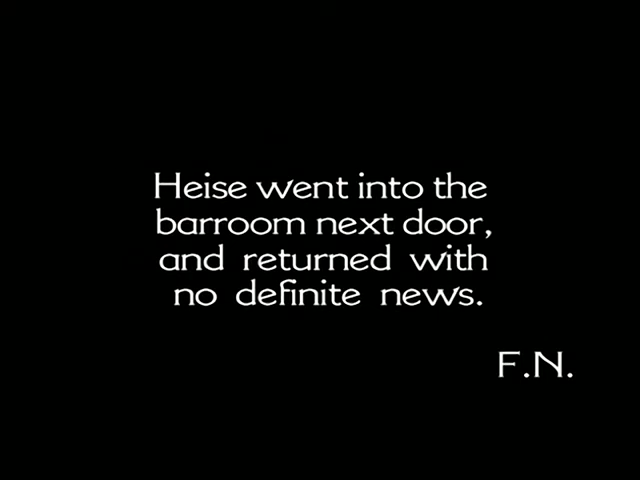 Heise went into the
barroom next door,
and returned with
no definite news.
F.N.